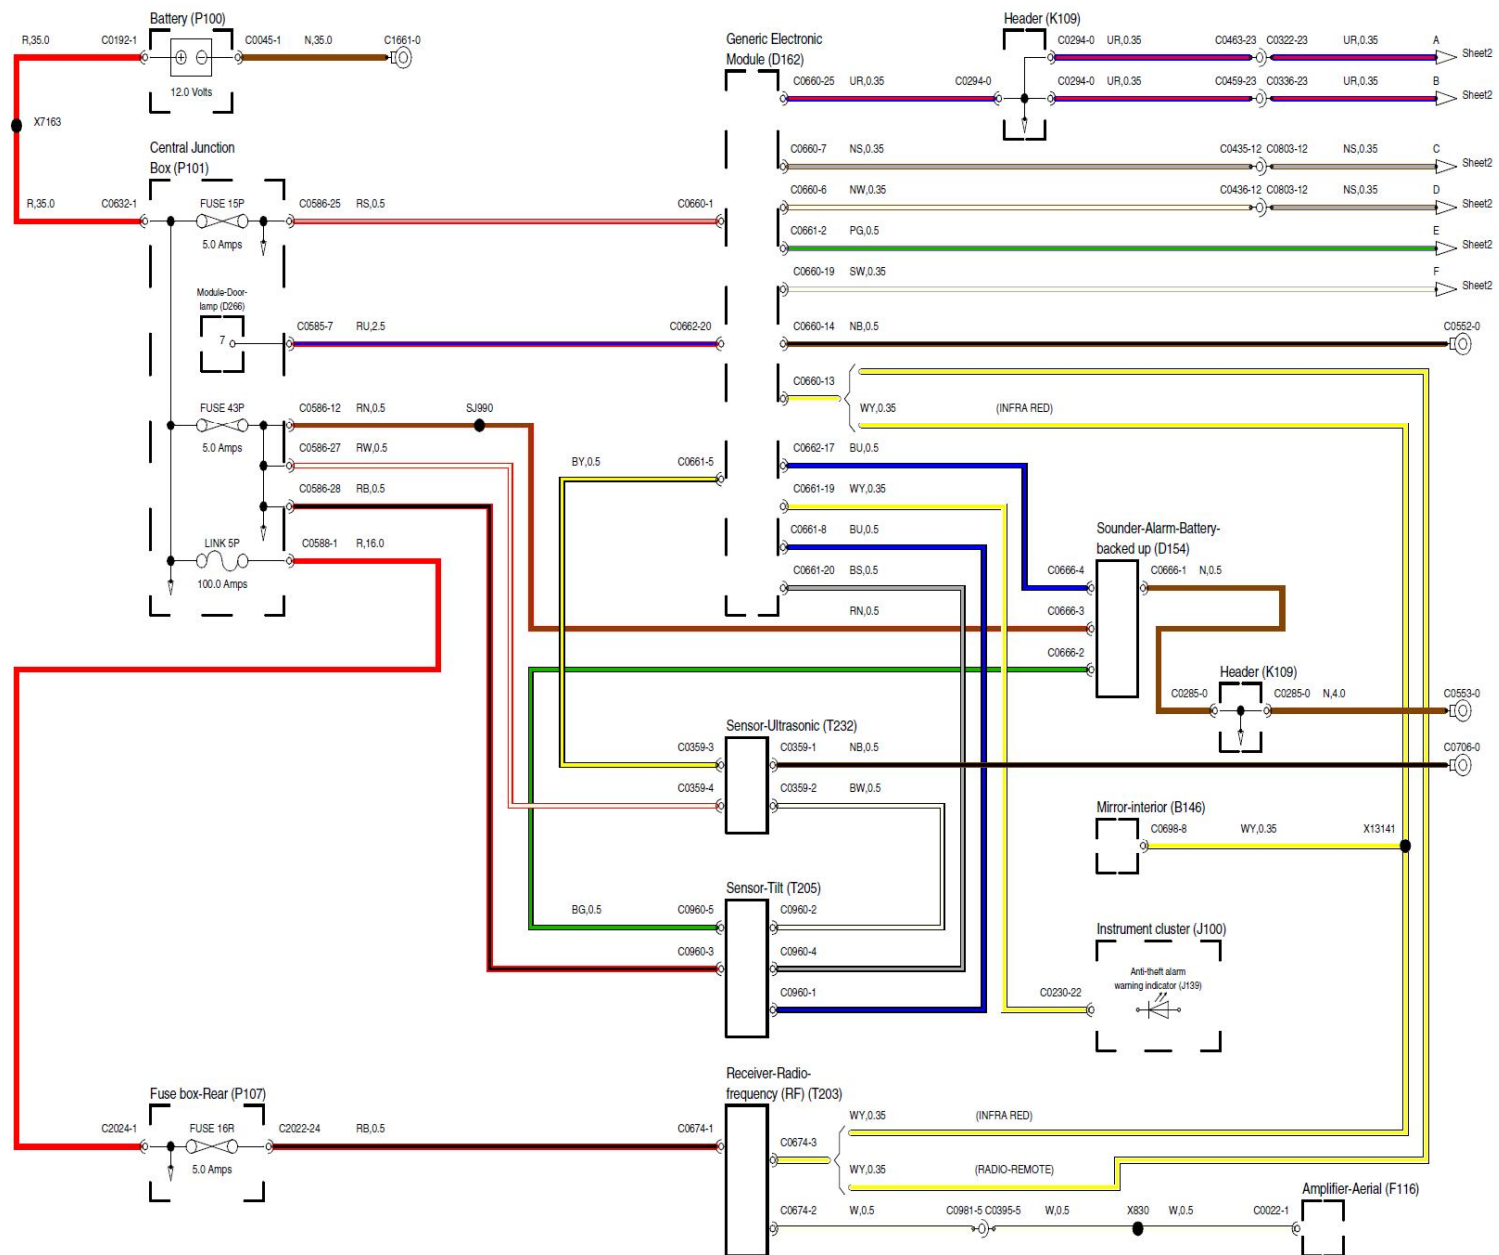 Battery (P100)
R,35.0 C0192-1 C0045-1 N,35.0 C1661-0
12.0 Volts
X7163
Central Junction
Box (P101)
R,35.0 C0632-1 FUSE 15P C0586-25 RS,0.5 C0660-1
5.0 Amps
Module-Door-
lamp (D266)
7
C0585-7 RU,2.5 C0662-20
FUSE 43P C0586-12 RN,0.5 SJ990
5.0 Amps
C0586-27 RW,0.5
C0586-28 RB,0.5
LINK 5P C0588-1 R,16.0
100.0 Amps
BY,0.5 C0661-5
Generic Electronic
Module (D162)
Header (K109)
C0294-0 UR,0.35 C0463-23 C0322-23 UR,0.35 A
Sheet2
C0660-25 UR,0.35 C0294-0 C0294-0 UR,0.35 C0459-23 C0336-23 UR,0.35 B
Sheet2
C0660-7 NS,0.35 C0435-12 C0803-12 NS,0.35 C
Sheet2
C0660-6 NW,0.35 C0436-12 C0803-12 NS,0.35 D
Sheet2
C0661-2 PG,0.5 E
Sheet2
C0660-19 SW,0.35 F
Sheet2
C0660-14 NB,0.5 C0552-0
C0660-13
WY,0.35 (INFRA RED)
C0662-17 BU,0.5
C0661-19 WY,0.35
C0661-8 BU,0.5
C0661-20 BS,0.5
RN,0.5
Sounder-Alarm-Battery-
backed up (D154)
C0666-4 C0666-1 N,0.5
C0666-3
C0666-2
Header (K109)
C0285-0 C0285-0 N,4.0 C0553-0
Sensor-Ultrasonic (T232)
C0359-3 C0359-1 NB,0.5 C0706-0
C0359-4 C0359-2 BW,0.5
Mirror-interior (B146)
C0698-8 WY,0.35 X13141
Sensor-Tilt (T205)
BG,0.5 C0960-5 C0960-2
C0960-3 C0960-4
C0960-1
Instrument cluster (J100)
Anti-theft alarm
warning indicator (J139)
C0230-22
Fuse box-Rear (P107)
C2024-1 FUSE 16R C2022-24 RB,0.5 C0674-1
5.0 Amps
Receiver-Radio-
frequency (RF) (T203)
WY,0.35 (INFRA RED)
C0674-3
WY,0.35 (RADIO-REMOTE)
C0674-2 W,0.5 C0981-5 C0395-5 W,0.5 X830 W,0.5 C0022-1
Amplifier-Aerial (F116)